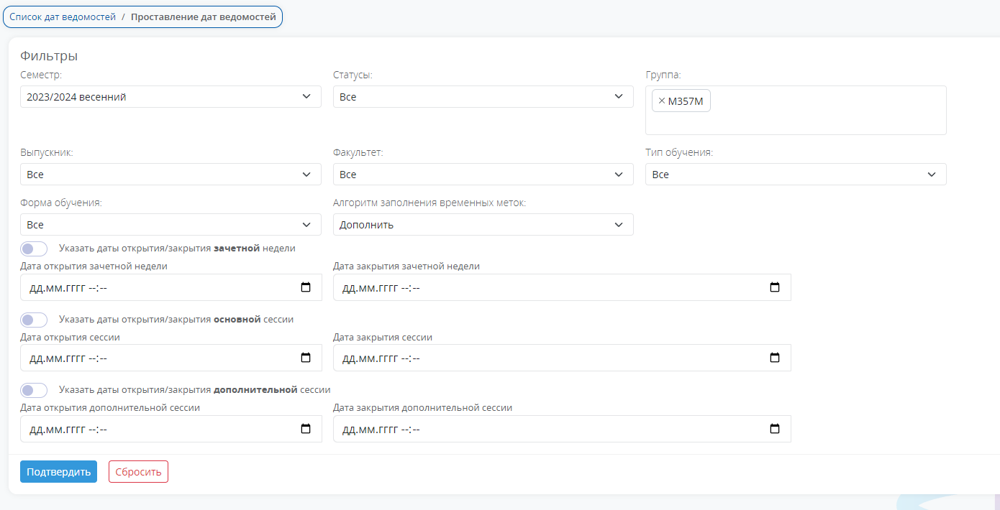 Список дат ведомостей / Проставление дат ведомостей
Фильтры
Семестр: Статусы: Группа:
2023/2024 весенний Все × М357М
Выпускник: Факультет: Тип обучения:
Все Все Все
Форма обучения: Алгоритм заполнения временных меток:
Все Дополнить
Указать даты открытия/закрытия зачетной недели
Дата открытия зачетной недели Дата закрытия зачетной недели
дд.мм.гггг --:-- дд.мм.гггг --:--
Указать даты открытия/закрытия основной сессии
Дата открытия сессии Дата закрытия сессии
дд.мм.гггг --:-- дд.мм.гггг --:--
Указать даты открытия/закрытия дополнительной сессии
Дата открытия дополнительной сессии Дата закрытия дополнительной сессии
дд.мм.гггг --:-- дд.мм.гггг --:--
Подтвердить Сбросить